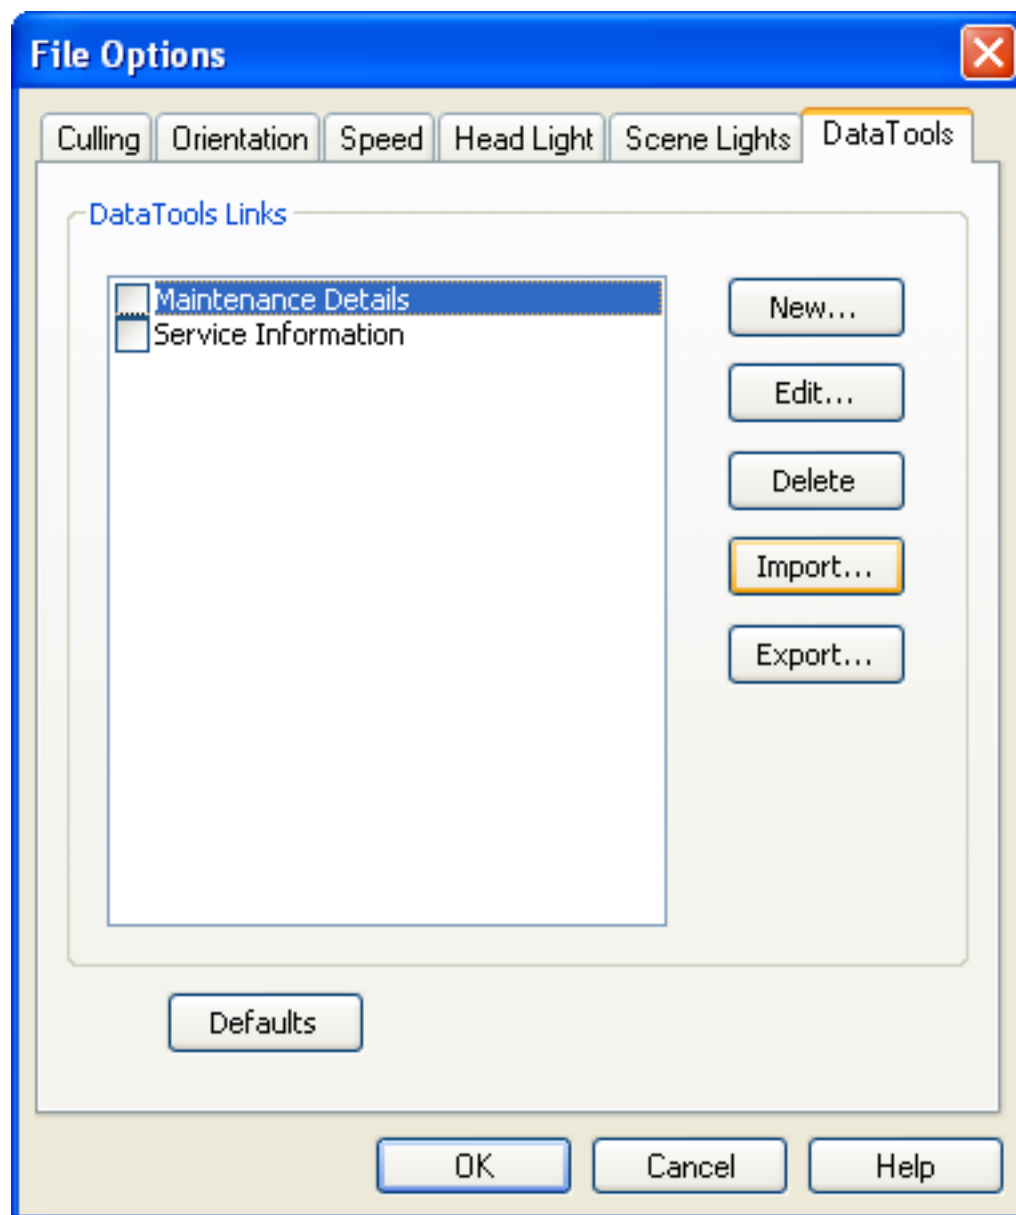 File Options
Culling Orientation Speed Head Light Scene Lights DataTools
DataTools Links
Maintenance Details
Service Information
New...
Edit...
Delete
Import...
Export...
Defaults
OK Cancel Help